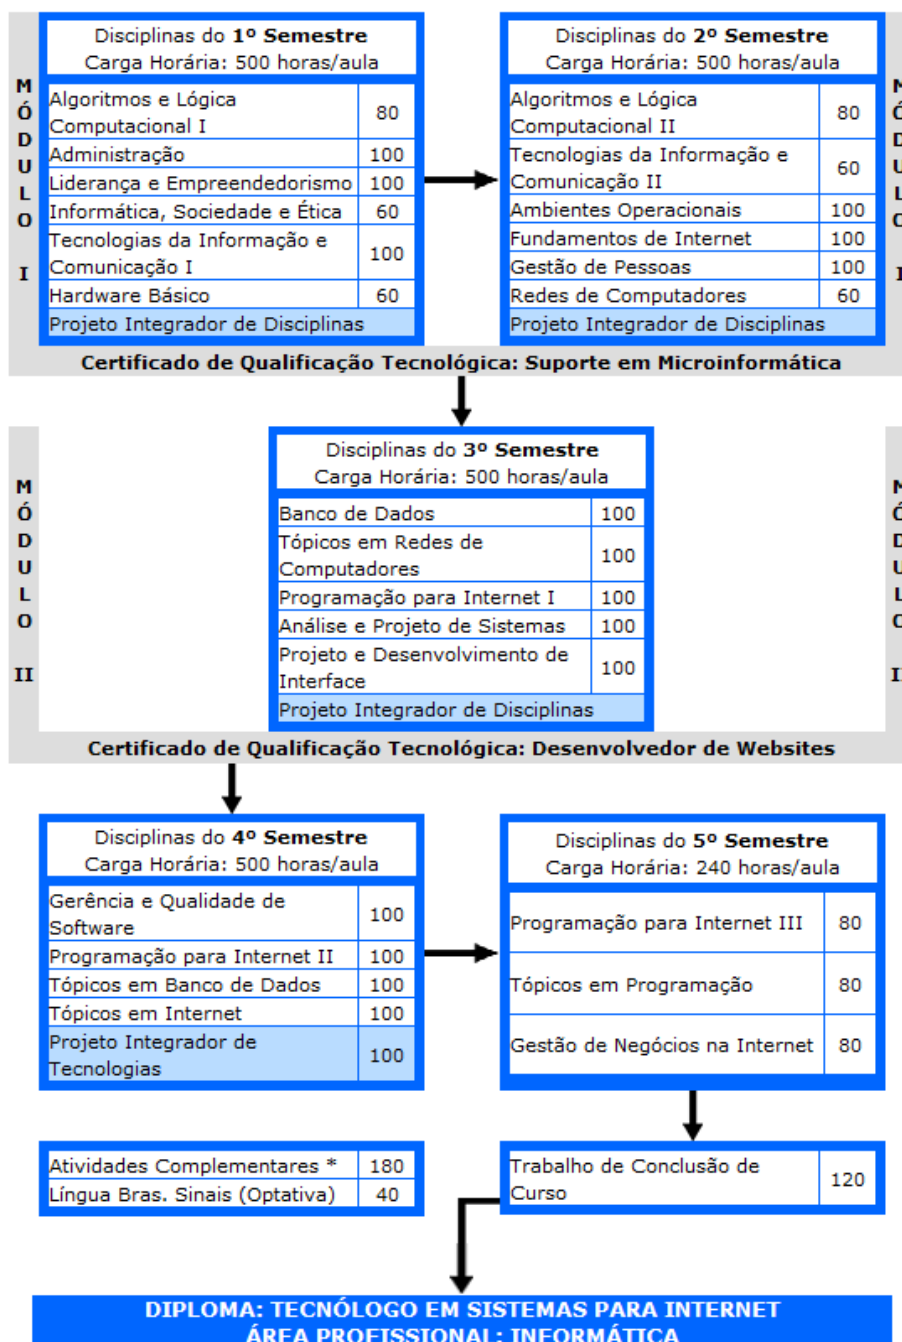 MÓDULO I
Disciplinas do 1º Semestre
Carga Horária: 500 horas/aula
Algoritmos e Lógica
Computacional I
80
Administração 100
Liderança e Empreendedorismo 100
Informática, Sociedade e Ética 60
Tecnologias da Informação e
Comunicação I
100
Hardware Básico 60
Projeto Integrador de Disciplinas
Disciplinas do 2º Semestre
Carga Horária: 500 horas/aula
Algoritmos e Lógica
Computacional II
80
Tecnologias da Informação e
Comunicação II
60
Ambientes Operacionais 100
Fundamentos de Internet 100
Gestão de Pessoas 100
Redes de Computadores 60
Projeto Integrador de Disciplinas
MÓDULO I
Certificado de Qualificação Tecnológica: Suporte em Microinformática
MÓDULO II
Disciplinas do 3º Semestre
Carga Horária: 500 horas/aula
Banco de Dados 100
Tópicos em Redes de
Computadores
100
Programação para Internet I 100
Análise e Projeto de Sistemas 100
Projeto e Desenvolvimento de
Interface
100
Projeto Integrador de Disciplinas
MÓDULO II
Certificado de Qualificação Tecnológica: Desenvolvedor de Websites
Disciplinas do 4º Semestre
Carga Horária: 500 horas/aula
Gerência e Qualidade de
Software
100
Programação para Internet II 100
Tópicos em Banco de Dados 100
Tópicos em Internet 100
Projeto Integrador de
Tecnologias
100
Disciplinas do 5º Semestre
Carga Horária: 240 horas/aula
Programação para Internet III 80
Tópicos em Programação 80
Gestão de Negócios na Internet 80
Atividades Complementares * 180
Língua Bras. Sinais (Optativa) 40
Trabalho de Conclusão de
Curso
120
DIPLOMA: TECNÓLOGO EM SISTEMAS PARA INTERNET
ÁREA PROFISSIONAL: INFORMÁTICA